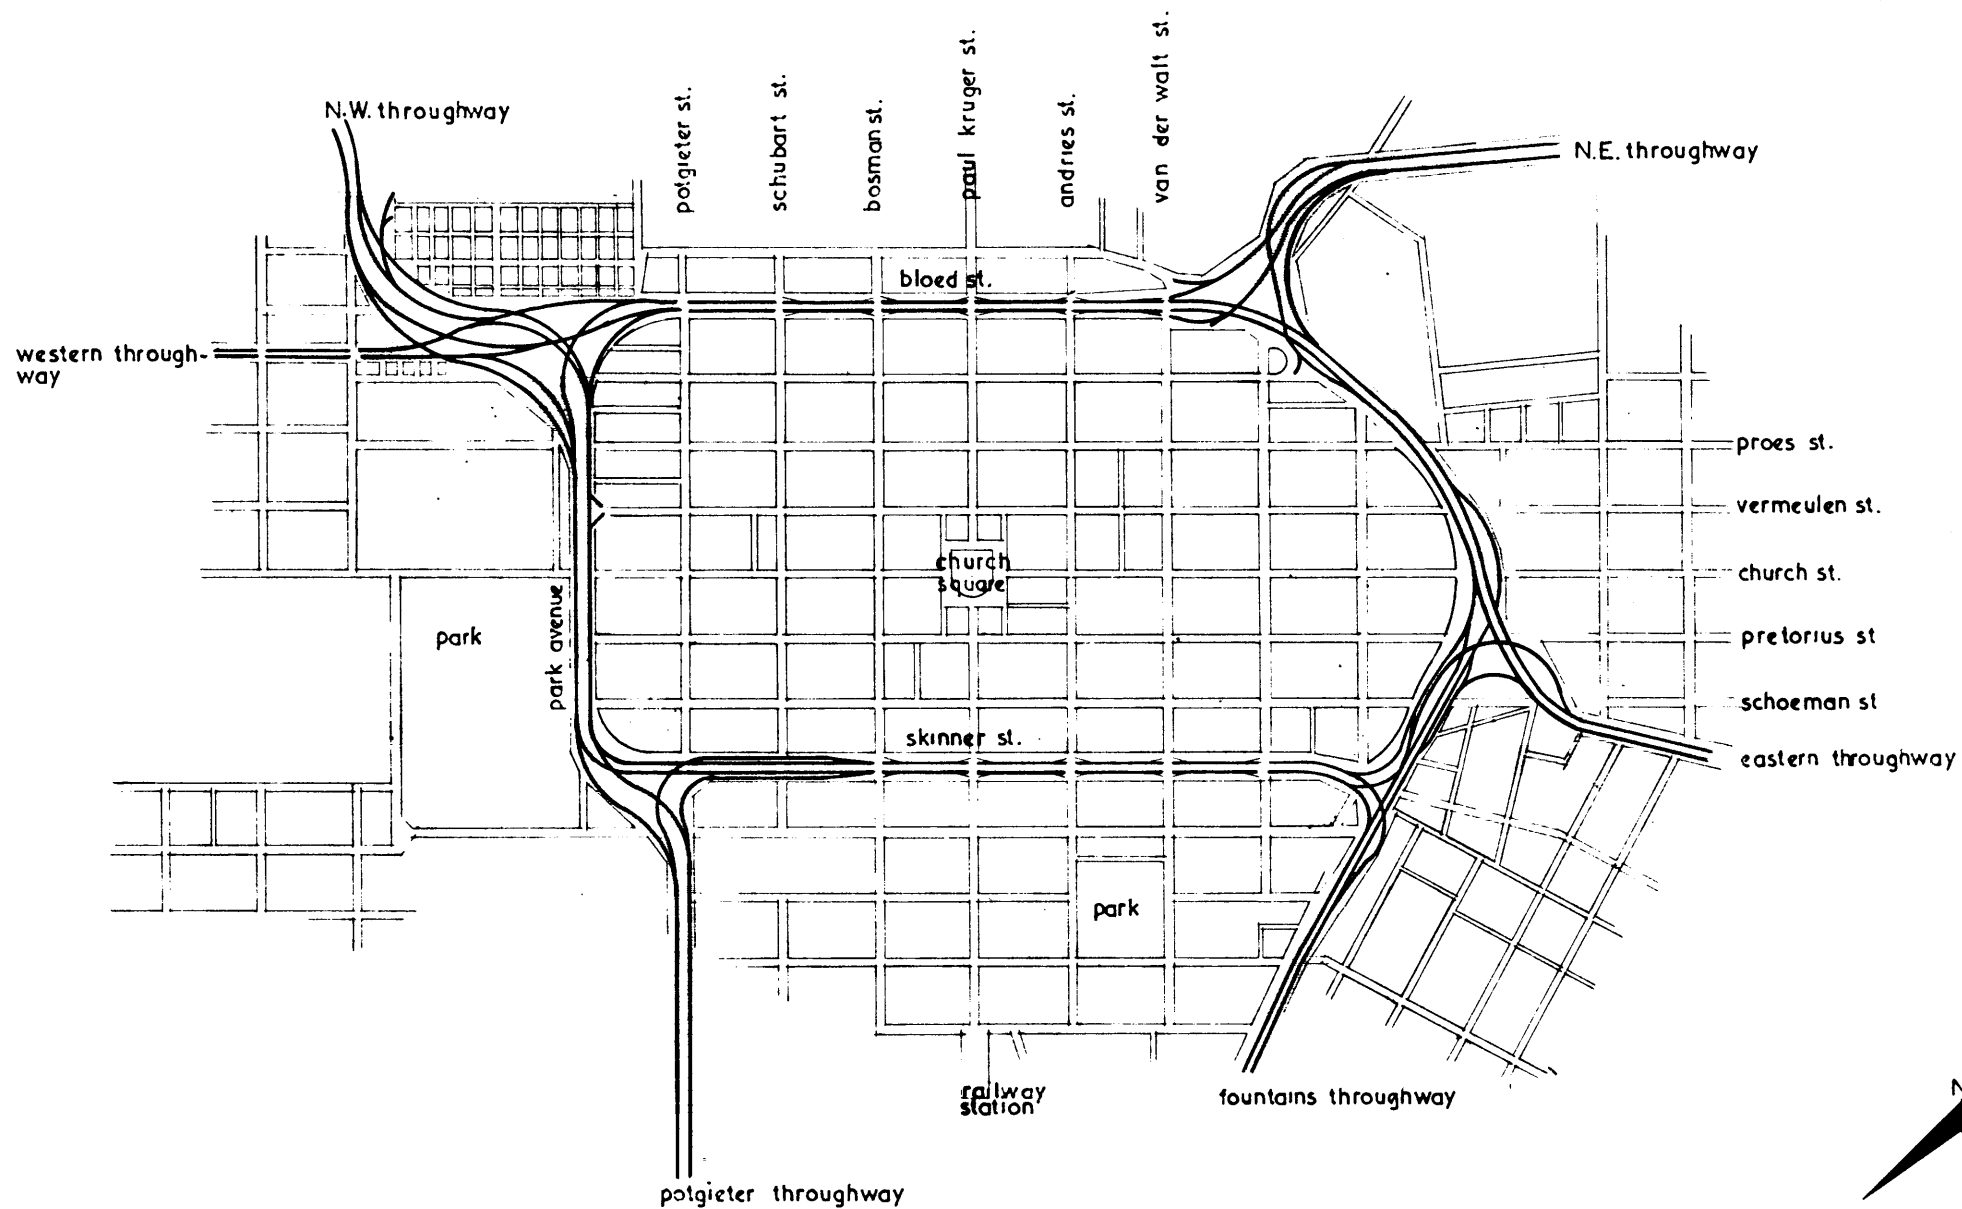 N.W. throughway
potgieter st.
schubart st.
bosman st.
paul kruger st.
andries st.
van der walt st.
N.E. throughway
bloed st.
western through-
way
proes st.
vermeulen st.
church
square
church st.
park
park avenue
pretorius st
schoeman st
skinner st.
eastern throughway
park
railway
station
fountains throughway
N
potgieter throughway